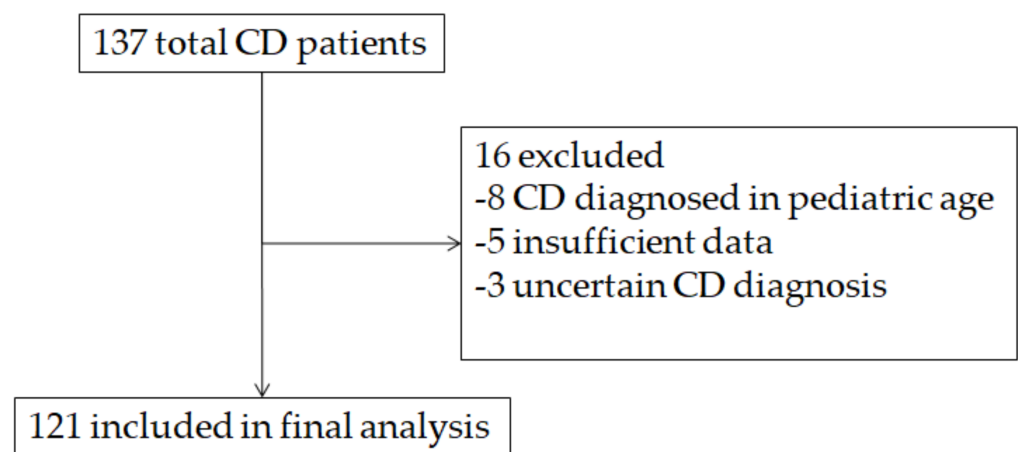 137 total CD patients
16 excluded
-8 CD diagnosed in pediatric age
-5 insufficient data
-3 uncertain CD diagnosis
121 included in final analysis